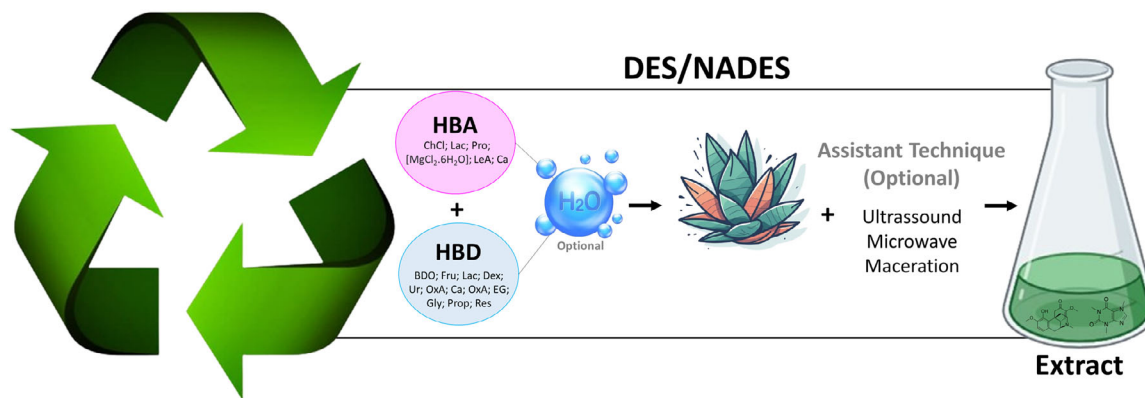 DES/NADES
HBA
ChCl; Lac; Pro;
[MgCl₂.6H₂O]; LeA; Ca
+
HBD
BDO; Fru; Lac; Dex;
Ur; OxA; Ca; OxA; EG;
Gly; Prop; Res
H₂O
Optional
+
Assistant Technique
(Optional)
Ultrassound
Microwave
Maceration
Extract